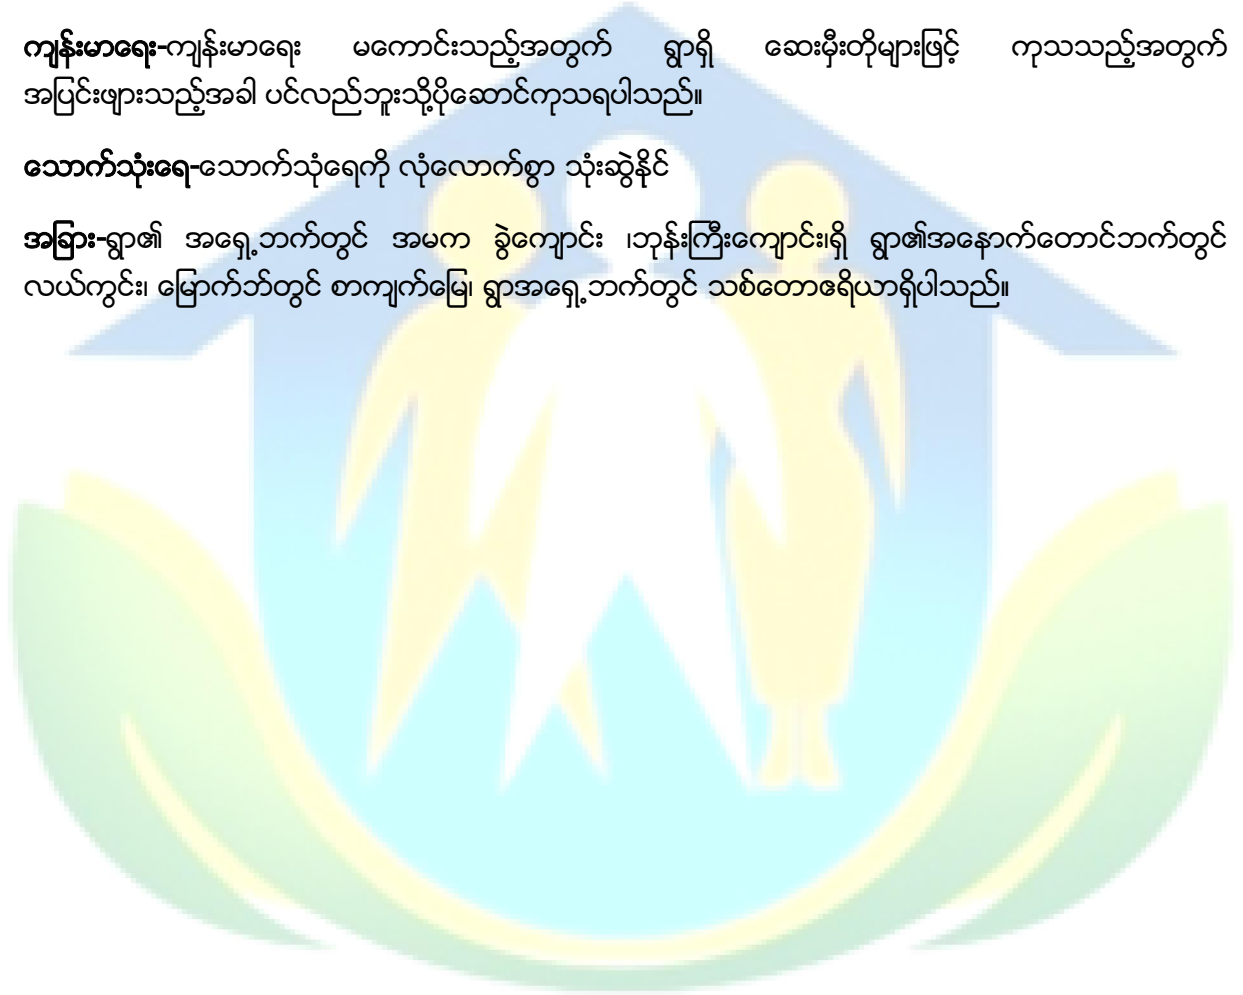 ကျန်းမာရေး-ကျန်းမာရေး မကောင်းသည့်အတွက် ရွာရှိ ဆေးမှီးတိုများဖြင့် ကုသသည့်အတွက်
အပြင်းဖျားသည့်အခါ ပင်လည်ဘူးသို့ပို့ဆောင်ကုသရပါသည်။
သောက်သုံးရေ-သောက်သုံရေကို လုံလောက်စွာ သုံးဆွဲနိုင်
အခြား-ရွာ၏ အရှေ့ဘက်တွင် အမက ခွဲကျောင်း ၊ဘုန်းကြီးကျောင်း၊ရှိ ရွာ၏အနောက်တောင်ဘက်တွင်
လယ်ကွင်း၊ မြောက်ဘ်တွင် စာကျက်မြေ၊ ရွာအရှေ့ဘက်တွင် သစ်တောဧရိယာရှိပါသည်။